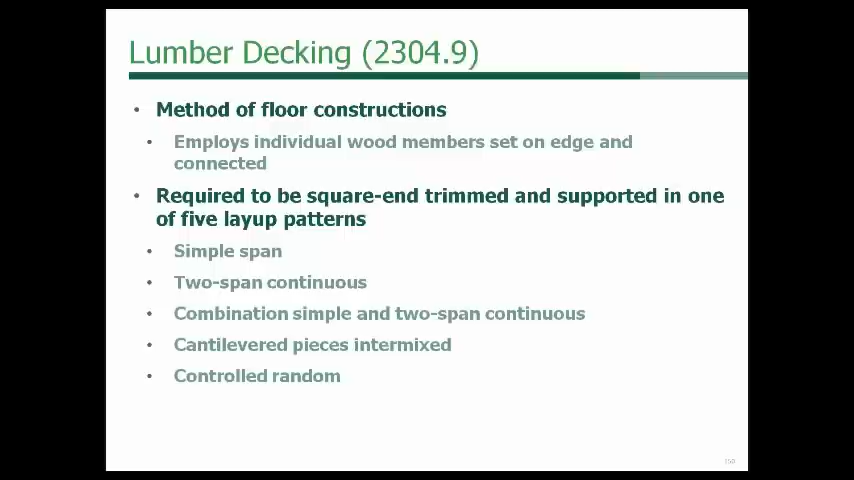 Lumber Decking (2304.9)
• Method of floor constructions
• Employs individual wood members set on edge and
connected
• Required to be square-end trimmed and supported in one
of five layup patterns
• Simple span
• Two-span continuous
• Combination simple and two-span continuous
• Cantilevered pieces intermixed
• Controlled random